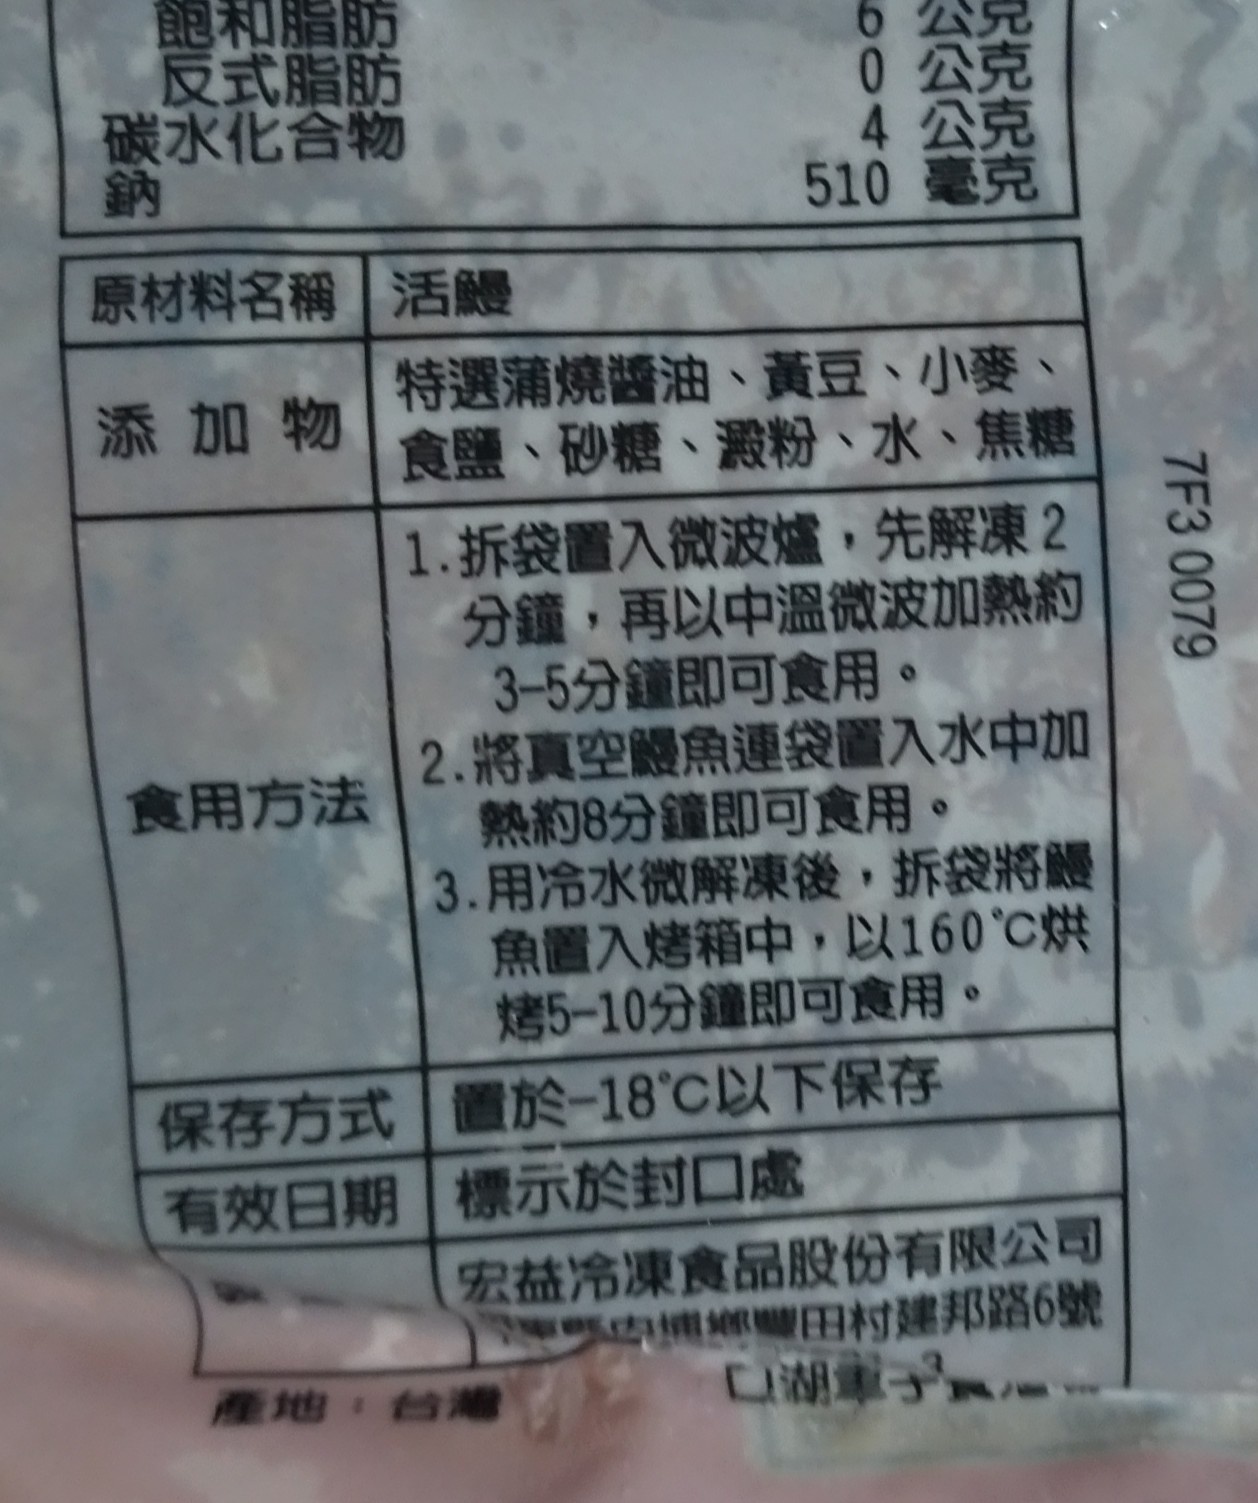 飽和脂肪 6 公克
反式脂肪 0 公克
碳水化合物 4 公克
鈉 510 毫克
原材料名稱 活鰻
添加物 特選蒲燒醬油、黃豆、小麥、
食鹽、砂糖、澱粉、水、焦糖
食用方法
1.拆袋置入微波爐，先解凍2
分鐘，再以中溫微波加熱約
3-5分鐘即可食用。
2.將真空鰻魚連袋置入水中加
熱約8分鐘即可食用。
3.用冷水微解凍後，拆袋將鰻
魚置入烤箱中，以160℃烘
烤5-10分鐘即可食用。
保存方式 置於-18℃以下保存
有效日期 標示於封口處
宏益冷凍食品股份有限公司
內埔鄉豐田村建邦路6號
口湖
產地：台灣
7F3 0079